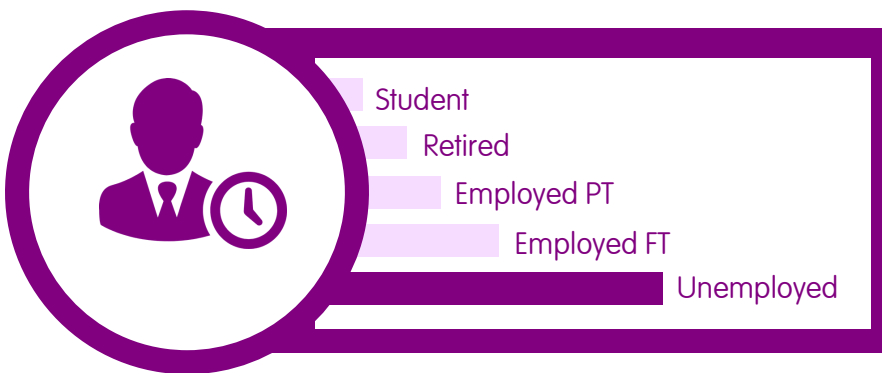 Student
Retired
Employed PT
Employed FT
Unemployed